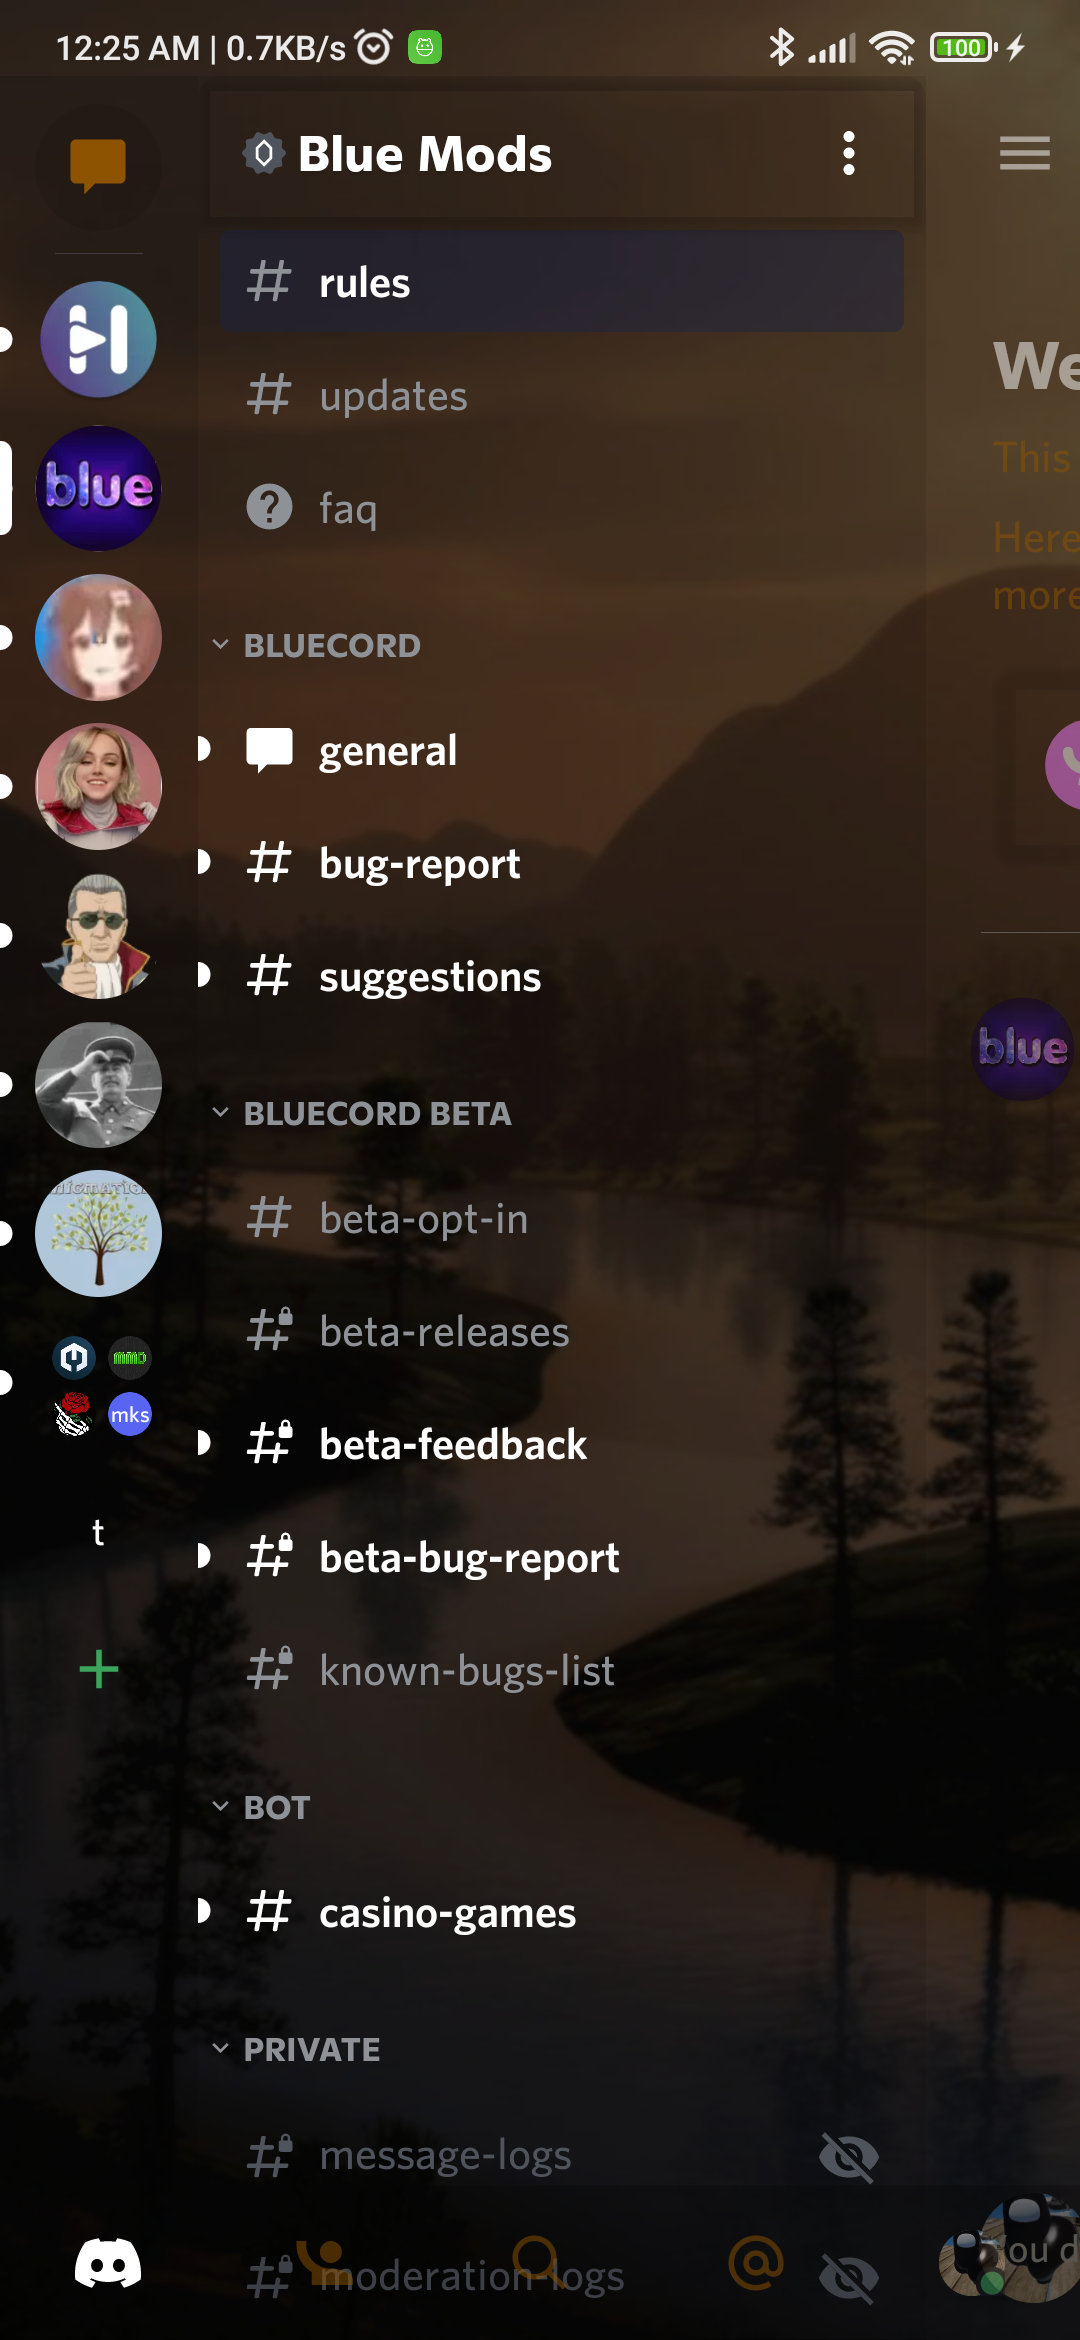 12:25 AM | 0.7KB/s
100
Blue Mods
rules
updates
faq
We
This
Here
more
blue
BLUECORD
general
bug-report
suggestions
blue
BLUECORD BETA
beta-opt-in
beta-releases
mmd
mks
beta-feedback
t
beta-bug-report
known-bugs-list
BOT
casino-games
PRIVATE
message-logs
moderation-logs
ou d